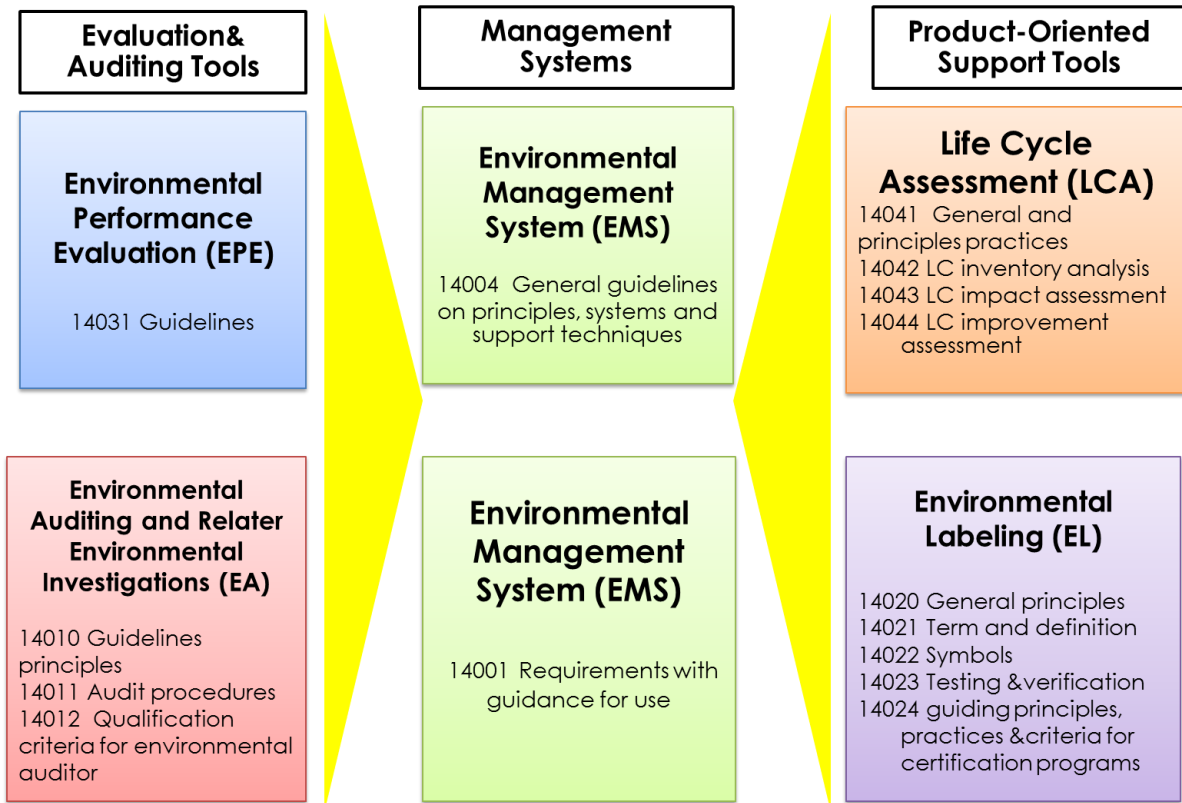 Evaluation&
Auditing Tools
Environmental
Performance
Evaluation (EPE)
14031 Guidelines
Environmental
Auditing and Relater
Environmental
Investigations (EA)
14010 Guidelines
principles
14011 Audit procedures
14012 Qualification
criteria for environmental
auditor
Management
Systems
Environmental
Management
System (EMS)
14004 General guidelines
on principles, systems and
support techniques
Environmental
Management
System (EMS)
14001 Requirements with
guidance for use
Product-Oriented
Support Tools
Life Cycle
Assessment (LCA)
14041 General and
principles practices
14042 LC inventory analysis
14043 LC impact assessment
14044 LC improvement
assessment
Environmental
Labeling (EL)
14020 General principles
14021 Term and definition
14022 Symbols
14023 Testing &verification
14024 guiding principles,
practices &criteria for
certification programs